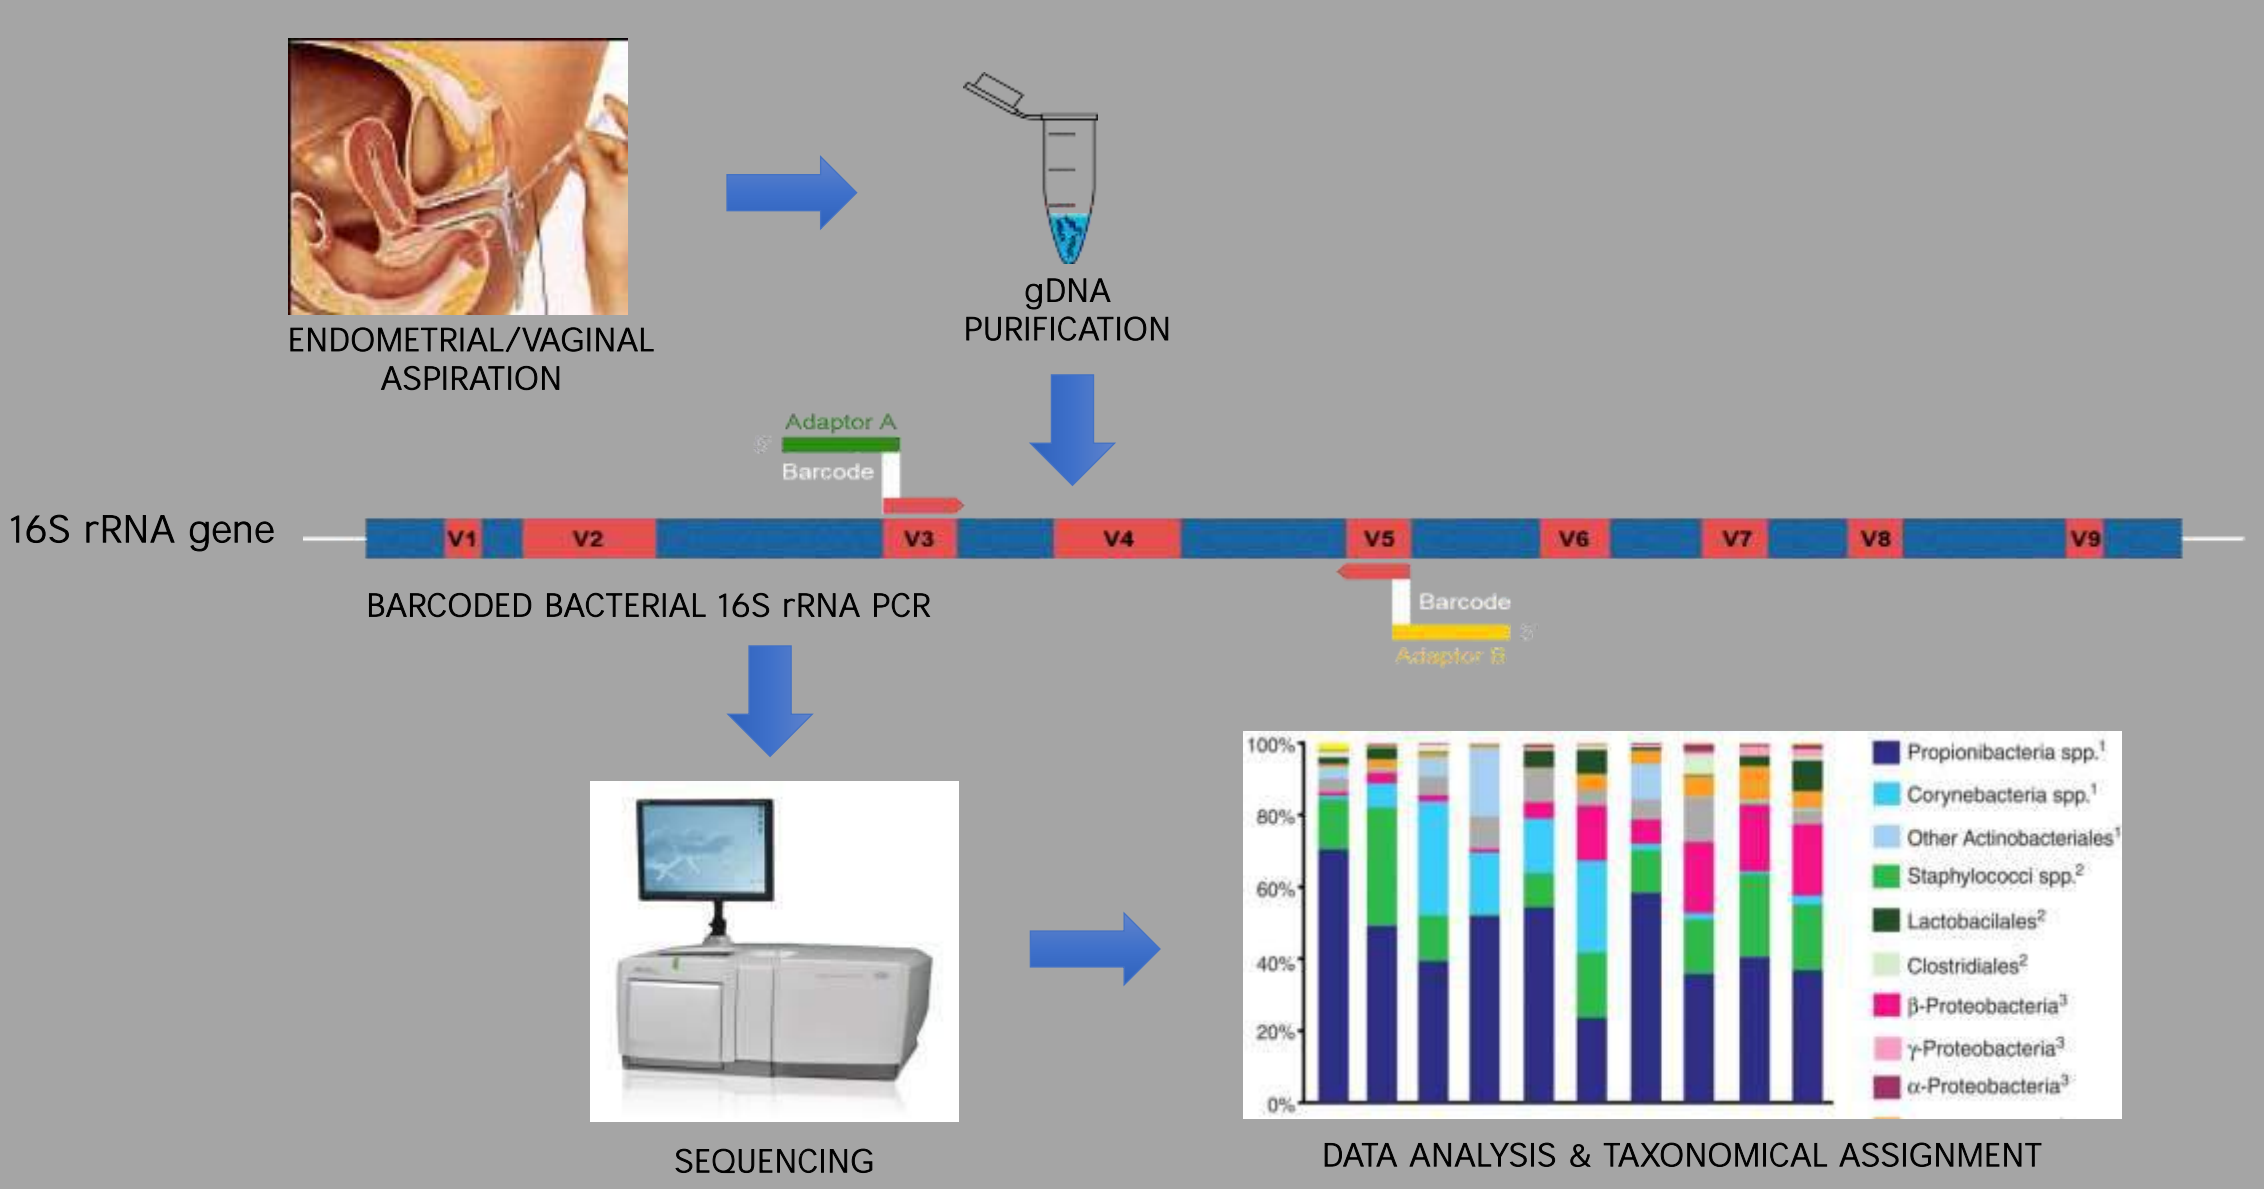 ENDOMETRIAL/VAGINAL
ASPIRATION
gDNA
PURIFICATION
Adaptor A
Barcode
16S rRNA gene
V1 V2 V3 V4 V5 V6 V7 V8 V9
BARCODED BACTERIAL 16S rRNA PCR
Barcode
Adaptor B
SEQUENCING
100%
80%
60%
40%
20%
0%
Propionibacteria spp.¹
Corynebacteria spp.¹
Other Actinobacteriales¹
Staphylococci spp.²
Lactobacilales²
Clostridiales²
β-Proteobacteria³
γ-Proteobacteria³
α-Proteobacteria³
DATA ANALYSIS & TAXONOMICAL ASSIGNMENT